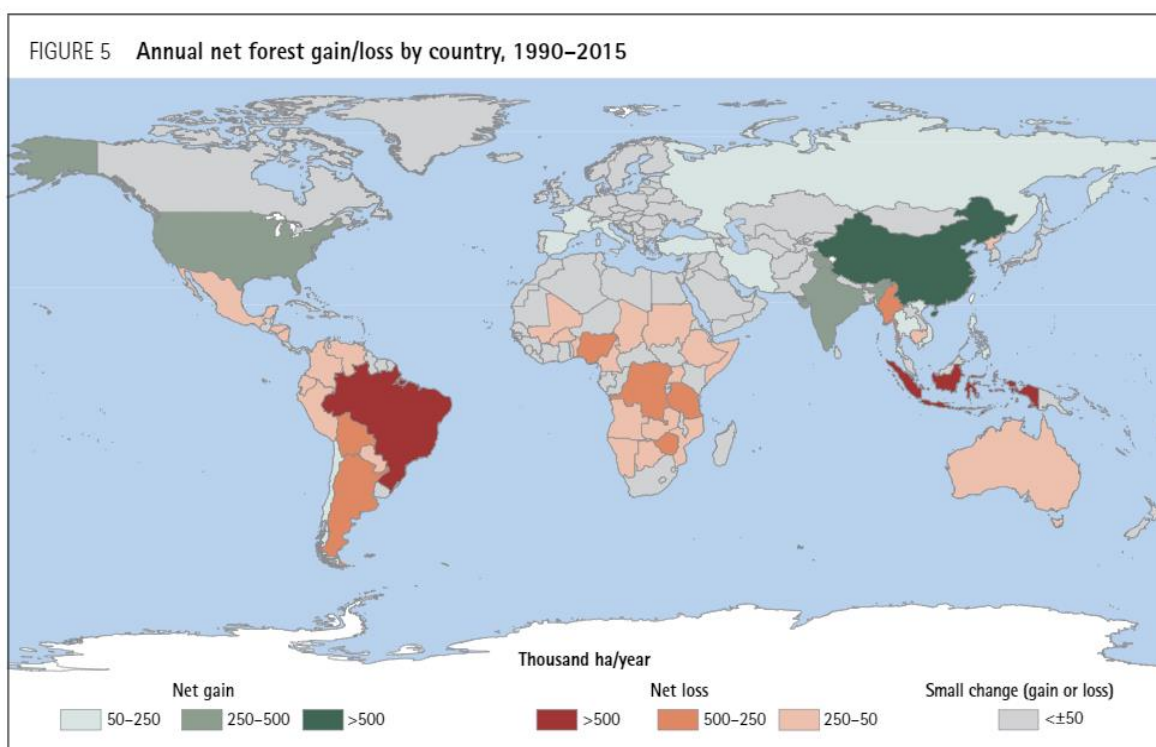 FIGURE 5 Annual net forest gain/loss by country, 1990–2015
Thousand ha/year
Net gain
50–250 250–500 >500
Net loss
>500 500–250 250–50
Small change (gain or loss)
<±50